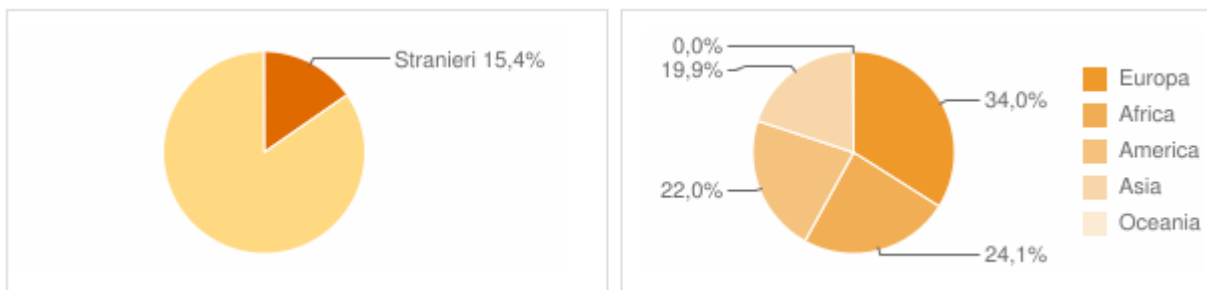 Stranieri 15,4%
0,0%
19,9%
34,0%
22,0%
24,1%
Europa
Africa
America
Asia
Oceania